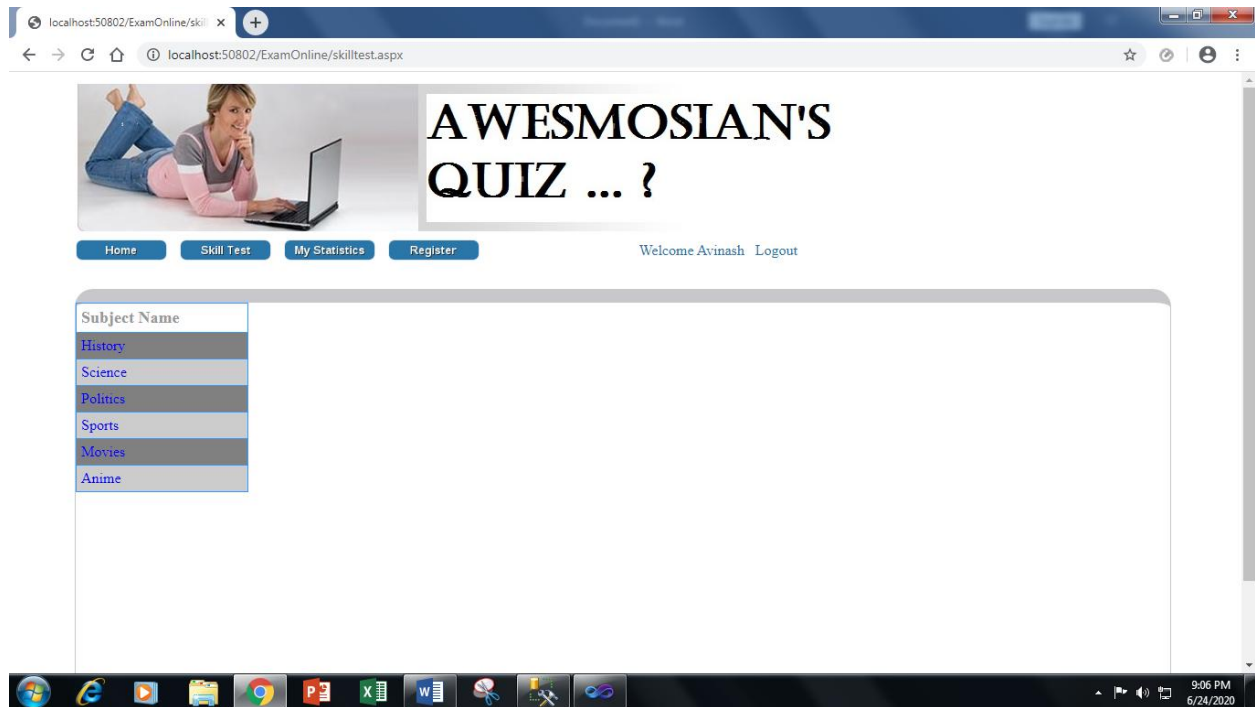 localhost:50802/ExamOnline/ski
localhost:50802/ExamOnline/skilltest.aspx
AWESMOSIAN'S
QUIZ ... ?
Home Skill Test My Statistics Register Welcome Avinash Logout
Subject Name
History
Science
Politics
Sports
Movies
Anime
9:06 PM
6/24/2020